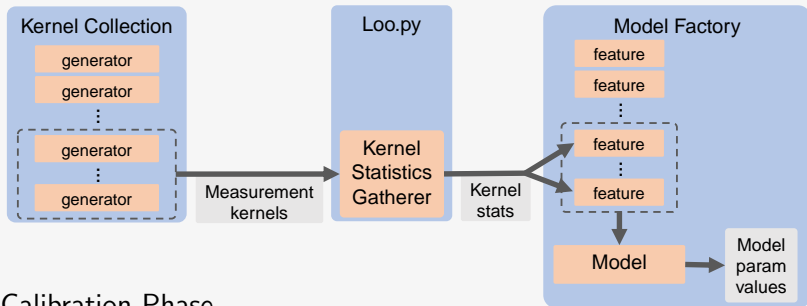 Kernel Collection
generator
generator
generator
generator
Measurement
kernels
Loo.py
Kernel
Statistics
Gatherer
Kernel
stats
Model Factory
feature
feature
feature
feature
Model
Model
param
values
Calibration Phase